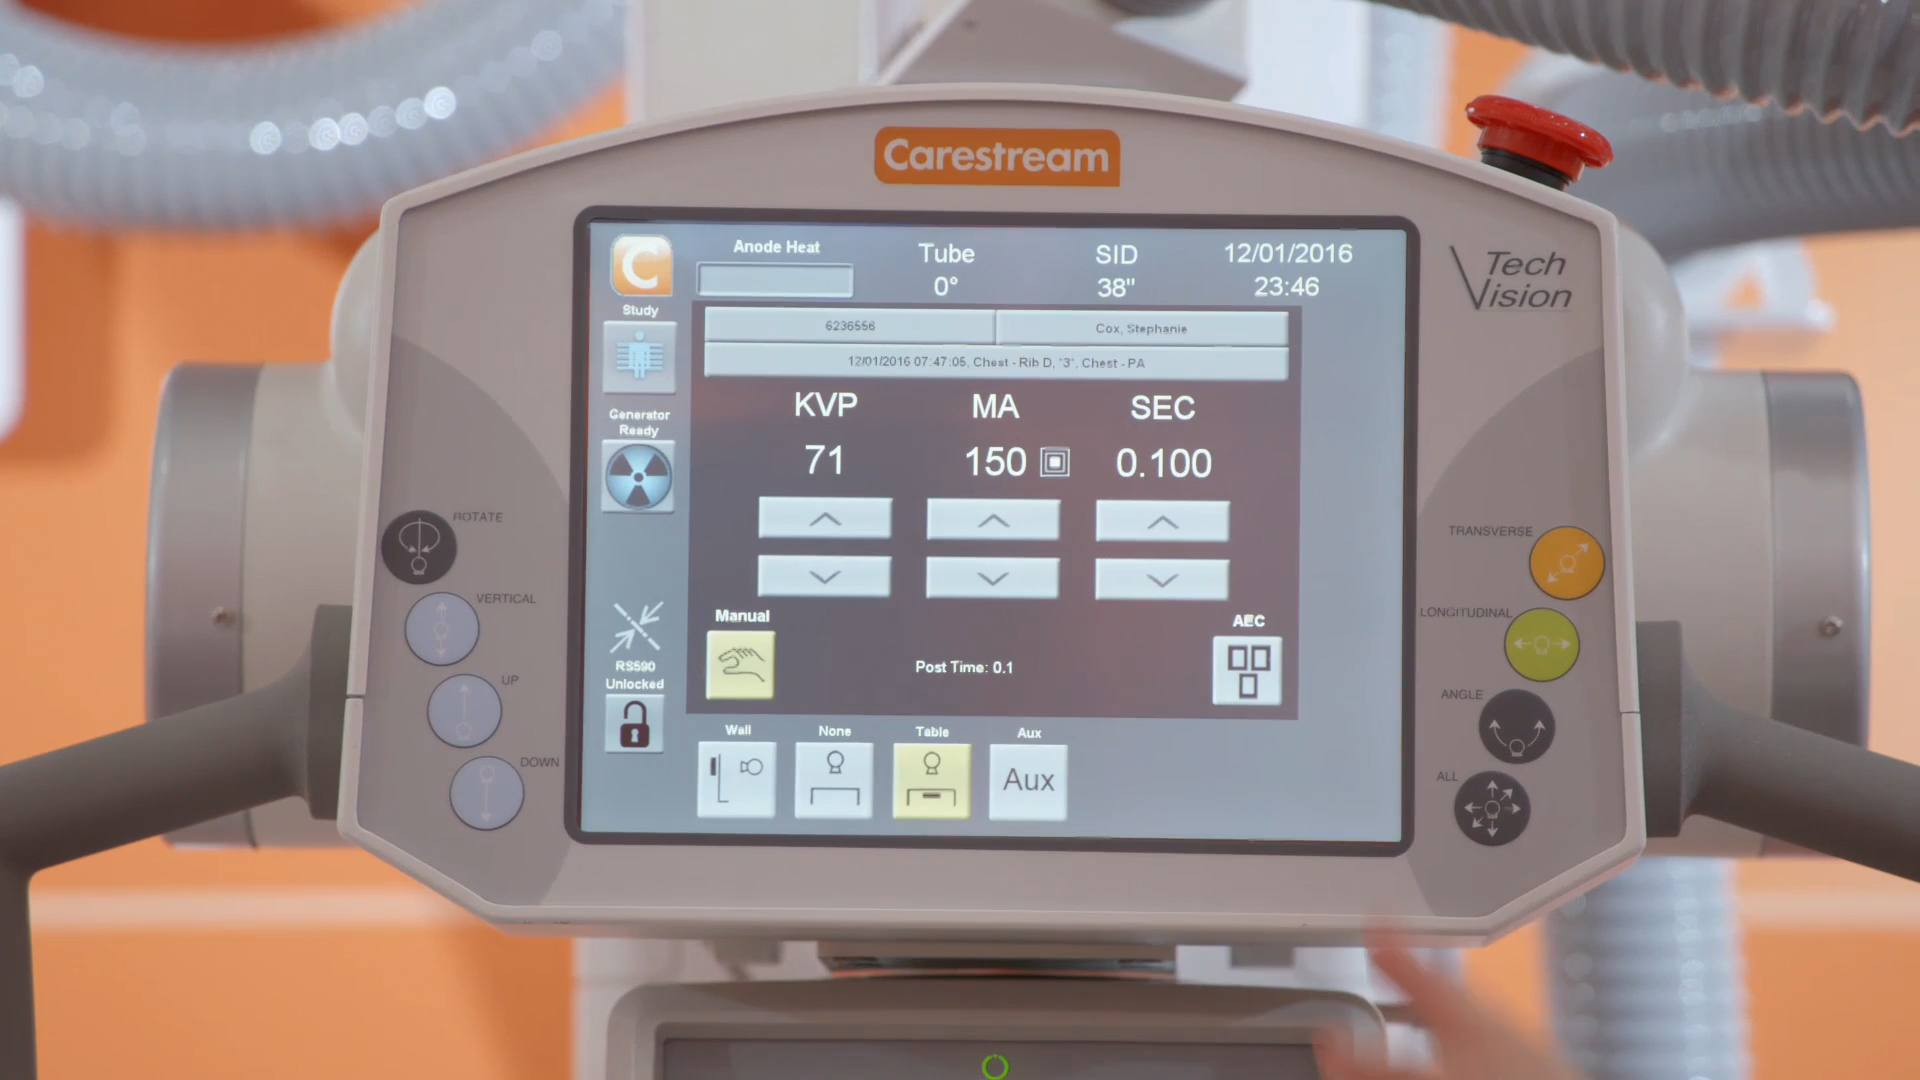 Carestream
Tech
Vision
Anode Heat
Tube
0°
SID
38"
12/01/2016
23:46
Study
6236556
Cox, Stephanie
12/01/2016 07:47:05, Chest - Rib D, "3", Chest - PA
Generator
Ready
KVP
MA
SEC
71
150
0.100
RS590
Unlocked
Manual
Post Time: 0.1
AEC
Wall
None
Table
Aux
Aux
ROTATE
VERTICAL
UP
DOWN
TRANSVERSE
LONGITUDINAL
ANGLE
ALL